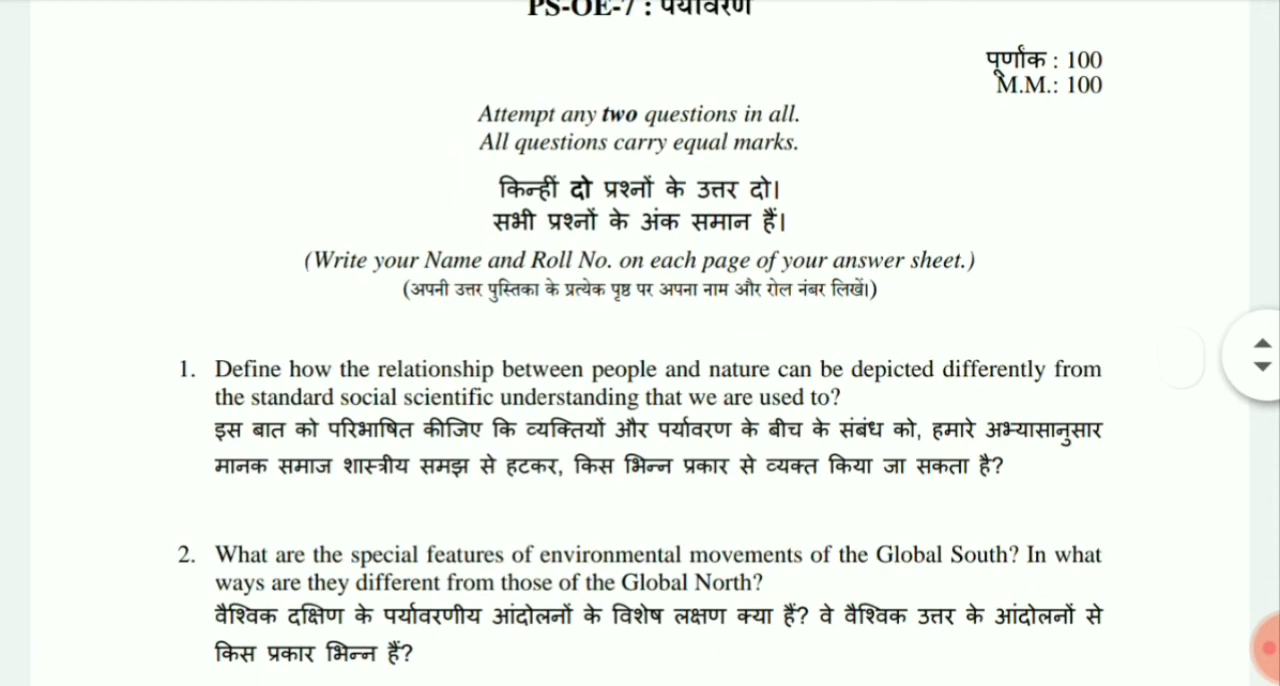 PS-OE-7 : पर्यावरण
पूर्णांक : 100
M.M.: 100
Attempt any two questions in all.
All questions carry equal marks.
किन्हीं दो प्रश्नों के उत्तर दो।
सभी प्रश्नों के अंक समान हैं।
(Write your Name and Roll No. on each page of your answer sheet.)
(अपनी उत्तर पुस्तिका के प्रत्येक पृष्ठ पर अपना नाम और रोल नंबर लिखें।)
1. Define how the relationship between people and nature can be depicted differently from
the standard social scientific understanding that we are used to?
इस बात को परिभाषित कीजिए कि व्यक्तियों और पर्यावरण के बीच के संबंध को, हमारे अभ्यासानुसार
मानक समाज शास्त्रीय समझ से हटकर, किस भिन्न प्रकार से व्यक्त किया जा सकता है?
2. What are the special features of environmental movements of the Global South? In what
ways are they different from those of the Global North?
वैश्विक दक्षिण के पर्यावरणीय आंदोलनों के विशेष लक्षण क्या हैं? वे वैश्विक उत्तर के आंदोलनों से
किस प्रकार भिन्न हैं?